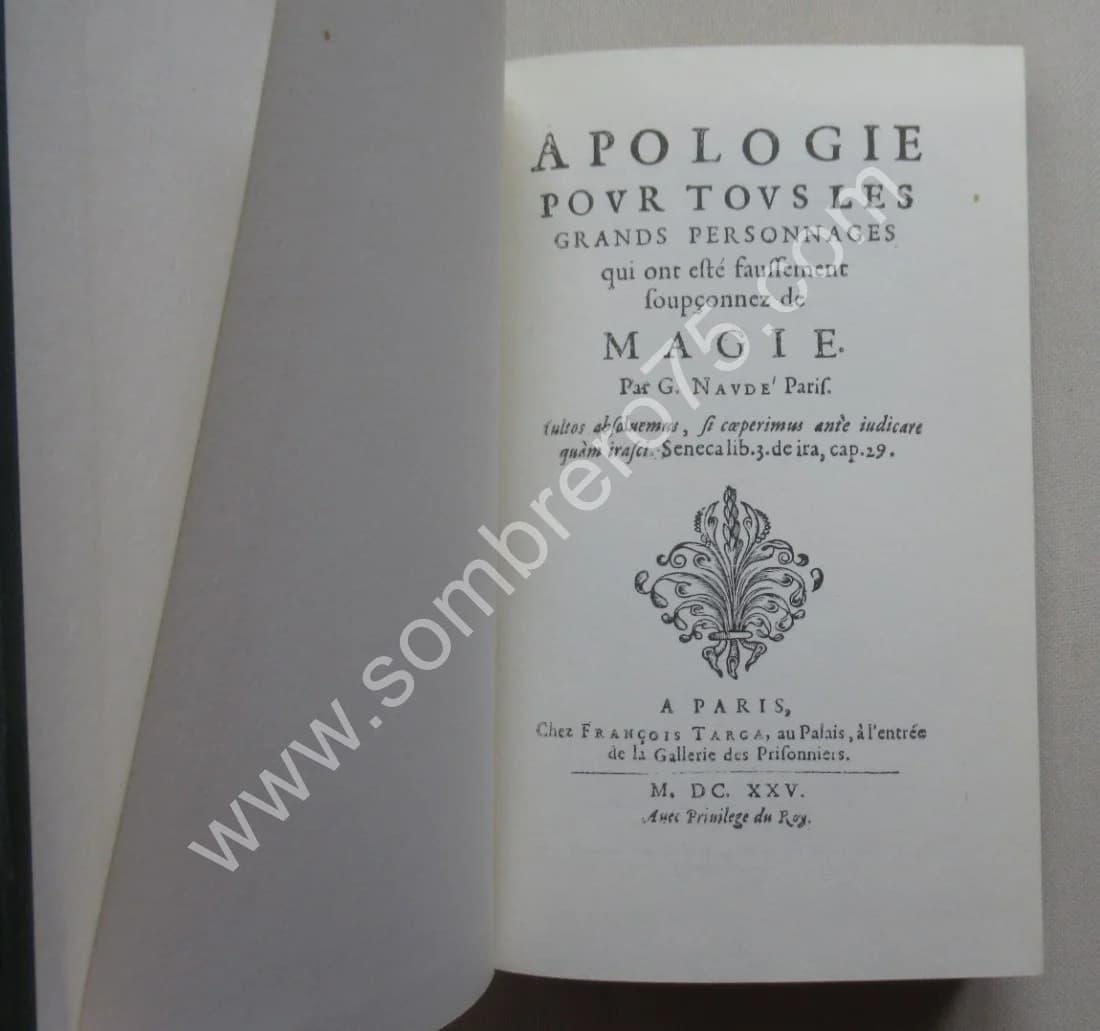 APOLOGIE
POVR TOVS LES
GRANDS PERSONNAGES
qui ont eſté fauſſement
ſoupçonnez de
MAGIE.
Par G. NAVDE' Pariſ.
ultos abſoluemus, ſi cœperimus antè iudicare
quàm iraſci. Seneca lib.3. de ira, cap.29.
A PARIS,
Chez FRANÇOIS TARGA, au Palais, à l'entrée
de la Gallerie des Priſonniers.
M. DC. XXV.
Auec Priuilege du Roy.
www.sombrero75.com